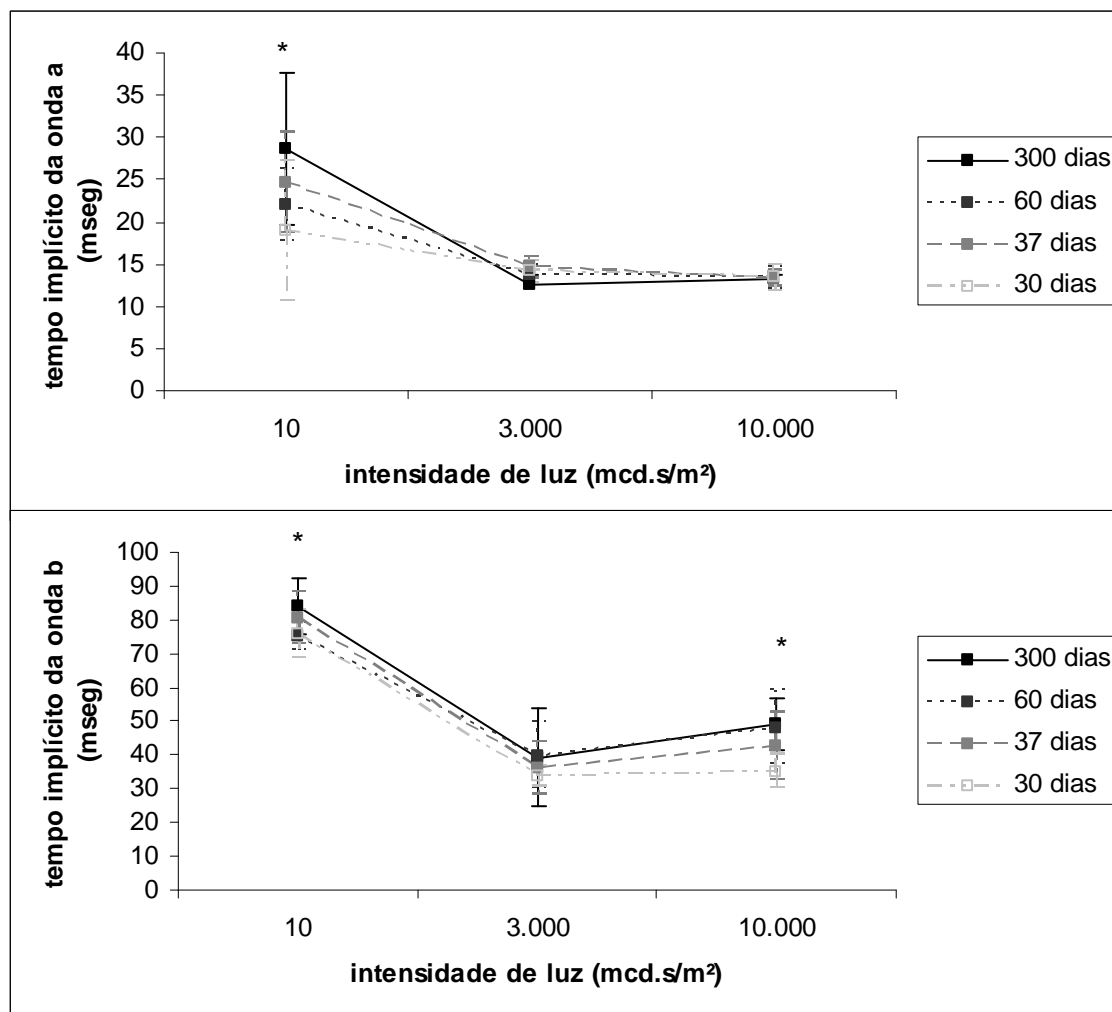 *
40
35
30
25
20
15
10
5
0
tempo implícito da onda a
(mseg)
10
3.000
10.000
intensidade de luz (mcd.s/m²)
300 dias
60 dias
37 dias
30 dias
*
*
100
90
80
70
60
50
40
30
20
10
0
tempo implícito da onda b
(mseg)
10
3.000
10.000
intensidade de luz (mcd.s/m²)
300 dias
60 dias
37 dias
30 dias